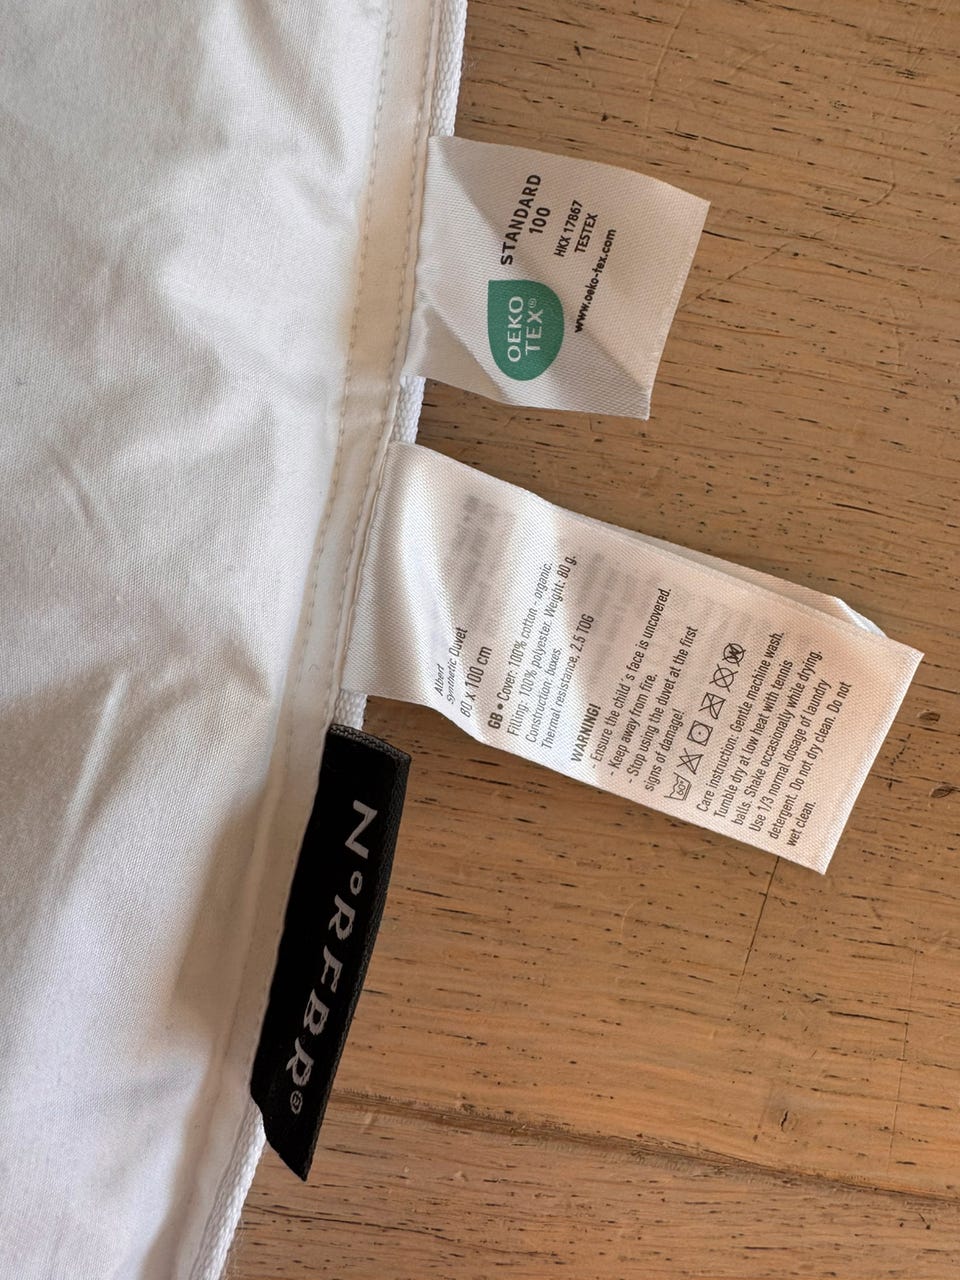 STANDARD
100
OEKO
TEX®
HKX 17867
TESTEX
www.oeko-tex.com
Albert
Synthetic Duvet
60 x 100 cm
GB • Cover: 100% cotton - organic.
Filling: 100% polyester. Weight: 80 g.
Construction: boxes.
Thermal resistance, 2,5 TOG
WARNING!
- Ensure the child´s face is uncovered.
- Keep away from fire.
- Stop using the duvet at the first
signs of damage!
60°
W
Care instruction: Gentle machine wash.
Tumble dry at low heat with tennis
balls. Shake occasionally while drying.
Use 1/3 normal dosage of laundry
detergent. Do not dry clean. Do not
wet clean.
NOREBR®